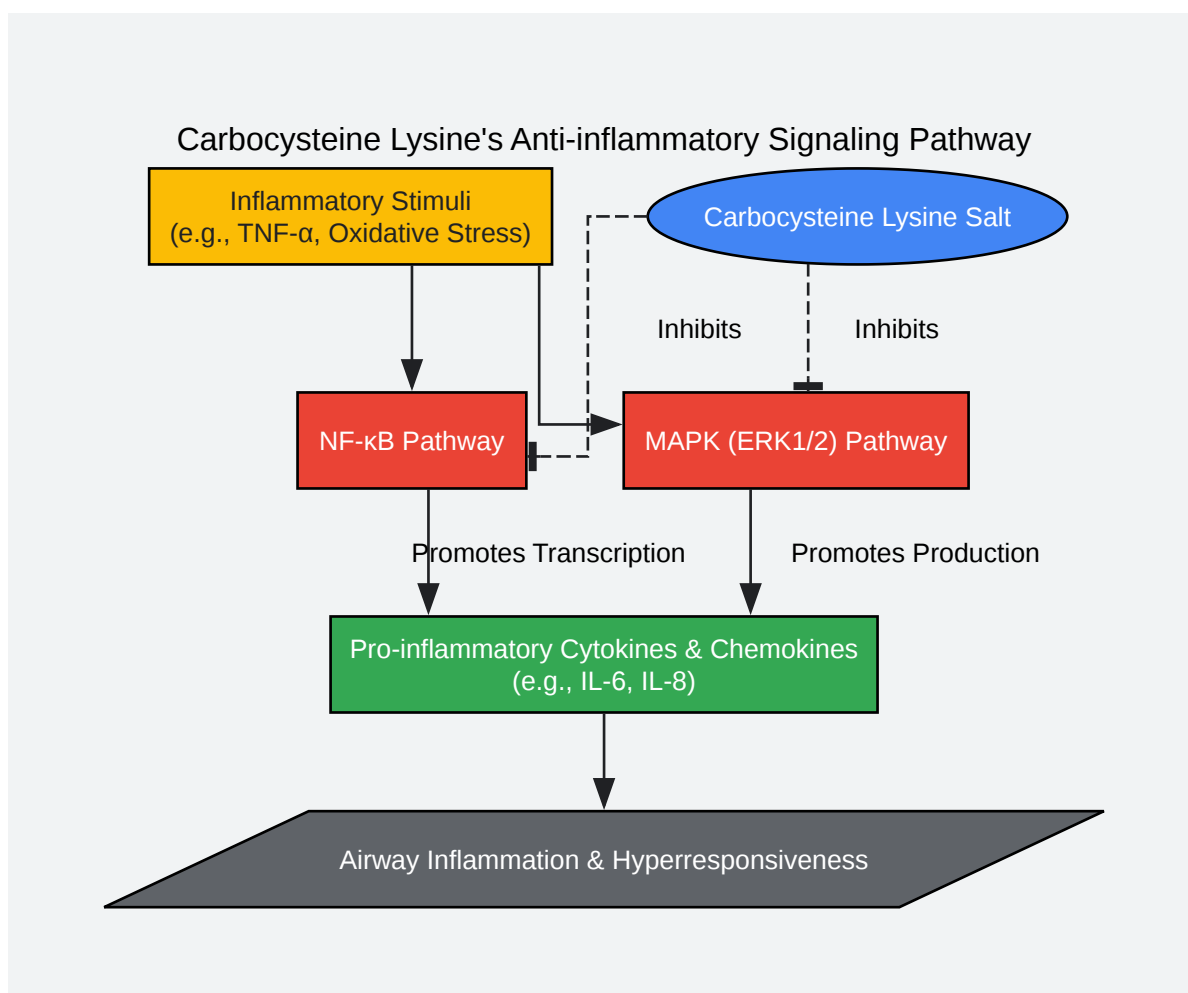 Carbocysteine Lysine's Anti-inflammatory Signaling Pathway
Inflammatory Stimuli
(e.g., TNF-α, Oxidative Stress)
Carbocysteine Lysine Salt
Inhibits
Inhibits
NF-κB Pathway
MAPK (ERK1/2) Pathway
Promotes Transcription
Promotes Production
Pro-inflammatory Cytokines & Chemokines
(e.g., IL-6, IL-8)
Airway Inflammation & Hyperresponsiveness